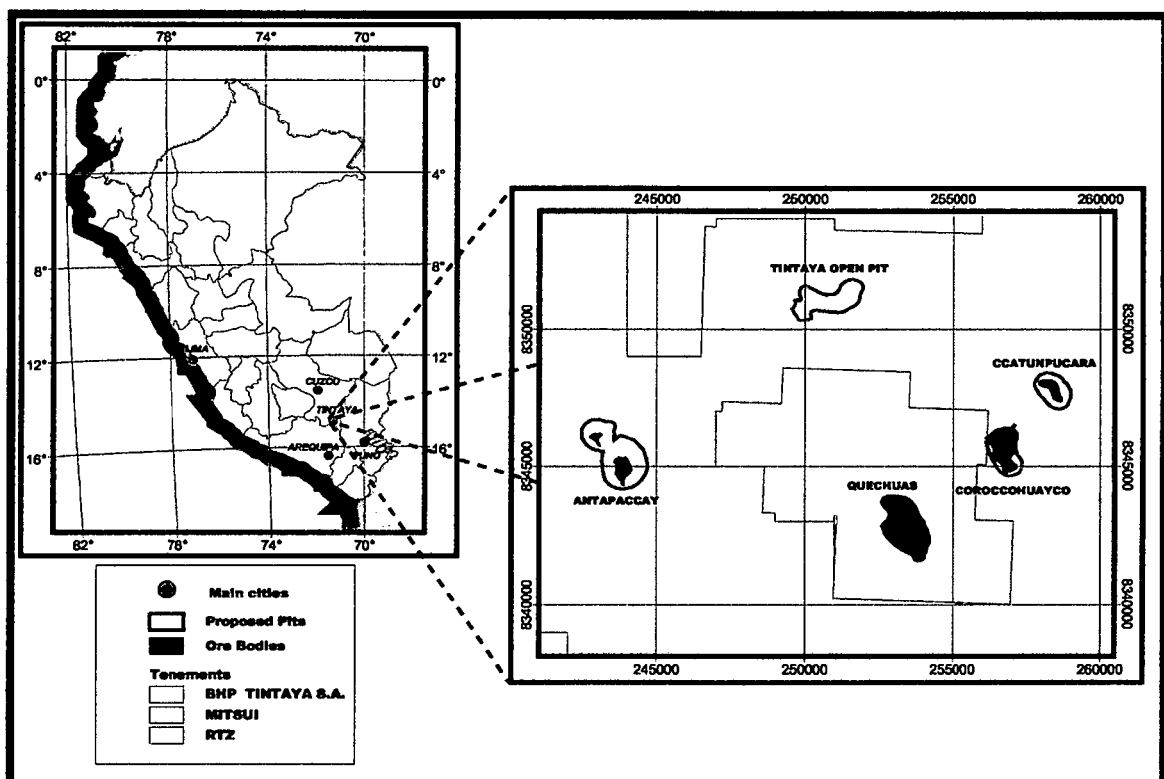 82° 78° 74° 70°
0° 0°
4° 4°
8° 8°
12° 12°
16° 16°
82° 78° 74° 70°
LIMA
CUZCO
TINTAYA
AREQUIPA
PUNO
245000 250000 255000 260000
TINTAYA OPEN PIT
8350000 8350000
CCATUNPUCARA
8345000 8345000
ANTAPACCAY
QUECHUAS
COROCCOHUAYCO
8340000 8340000
245000 250000 255000 260000
Main cities
Proposed Pits
Ore Bodies
Tenements
BHP TINTAYA S.A.
MITSUI
RTZ